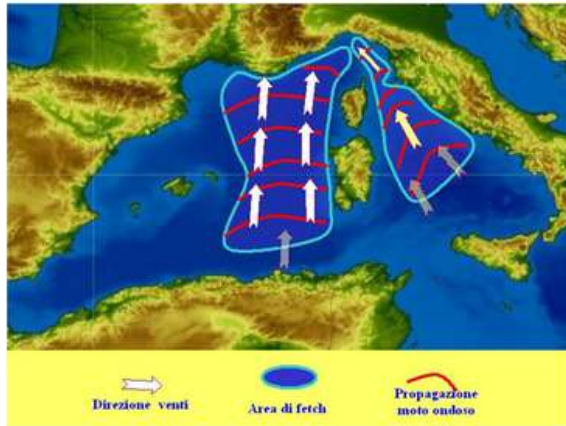 Direzione venti
Area di fetch
Propagazione
moto ondoso